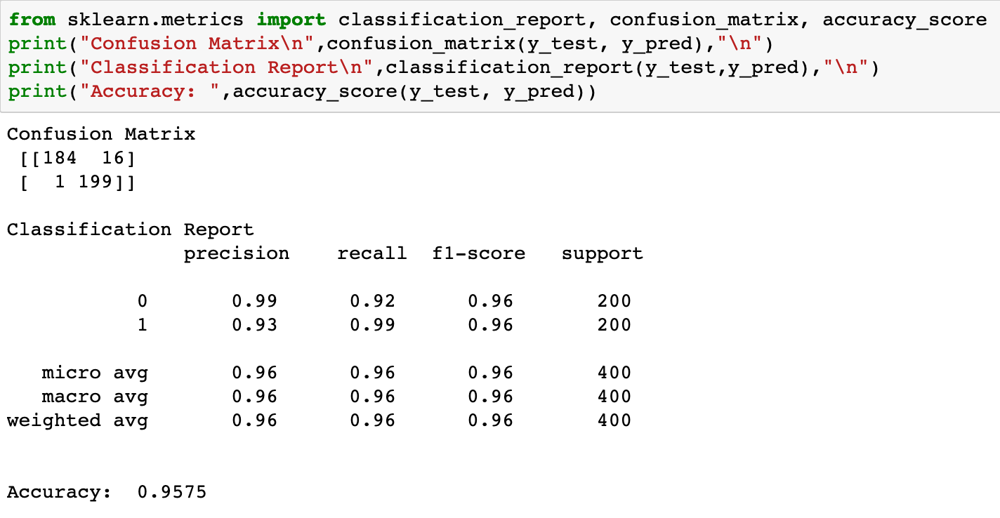 from sklearn.metrics import classification_report, confusion_matrix, accuracy_score
print("Confusion Matrix\n",confusion_matrix(y_test, y_pred),"\n")
print("Classification Report\n",classification_report(y_test,y_pred),"\n")
print("Accuracy: ",accuracy_score(y_test, y_pred))
Confusion Matrix
 [[184  16]
 [  1 199]]
Classification Report
               precision    recall  f1-score   support
           0       0.99      0.92      0.96       200
           1       0.93      0.99      0.96       200
   micro avg       0.96      0.96      0.96       400
   macro avg       0.96      0.96      0.96       400
weighted avg       0.96      0.96      0.96       400
Accuracy:  0.9575